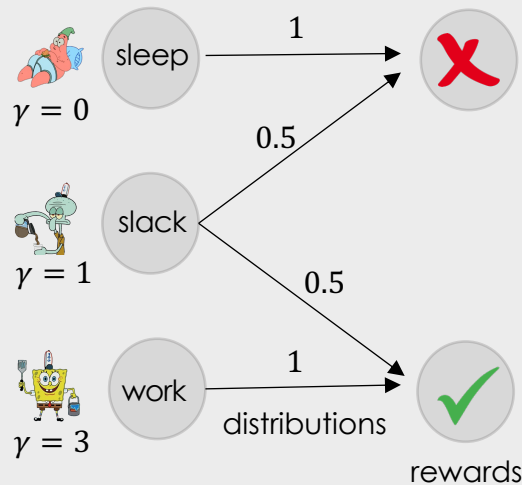 sleep
1
γ = 0
0.5
slack
γ = 1
0.5
work
1
distributions
γ = 3
rewards